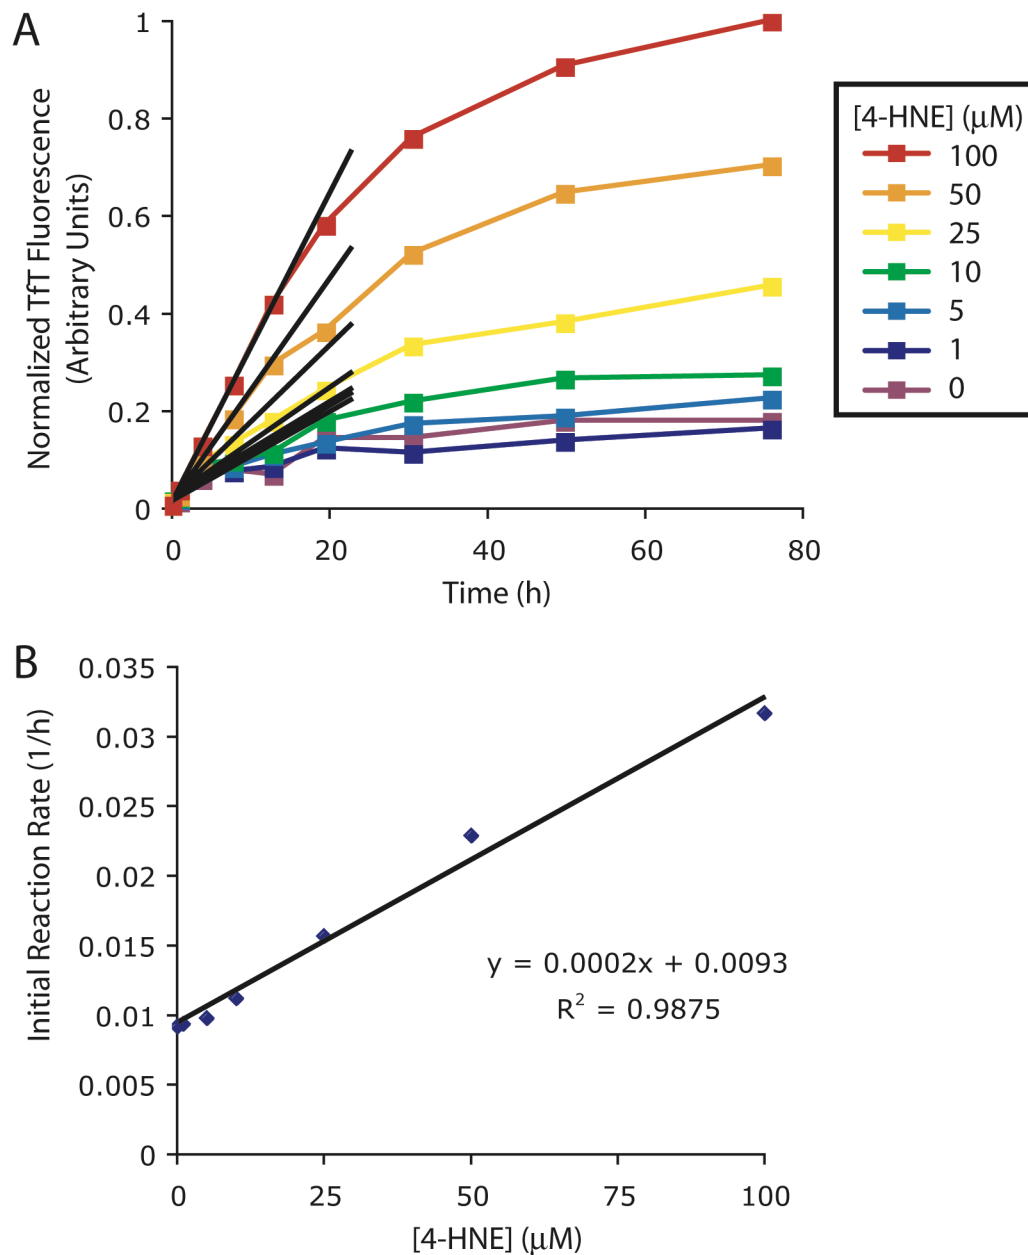 A
Normalized TfT Fluorescence
(Arbitrary Units)
1
0.8
0.6
0.4
0.2
0
0 20 40 60 80
Time (h)
[4-HNE] (μM)
100
50
25
10
5
1
0
B
Initial Reaction Rate (1/h)
0.035
0.03
0.025
0.02
0.015
0.01
0.005
0
y = 0.0002x + 0.0093
R² = 0.9875
0 25 50 75 100
[4-HNE] (μM)